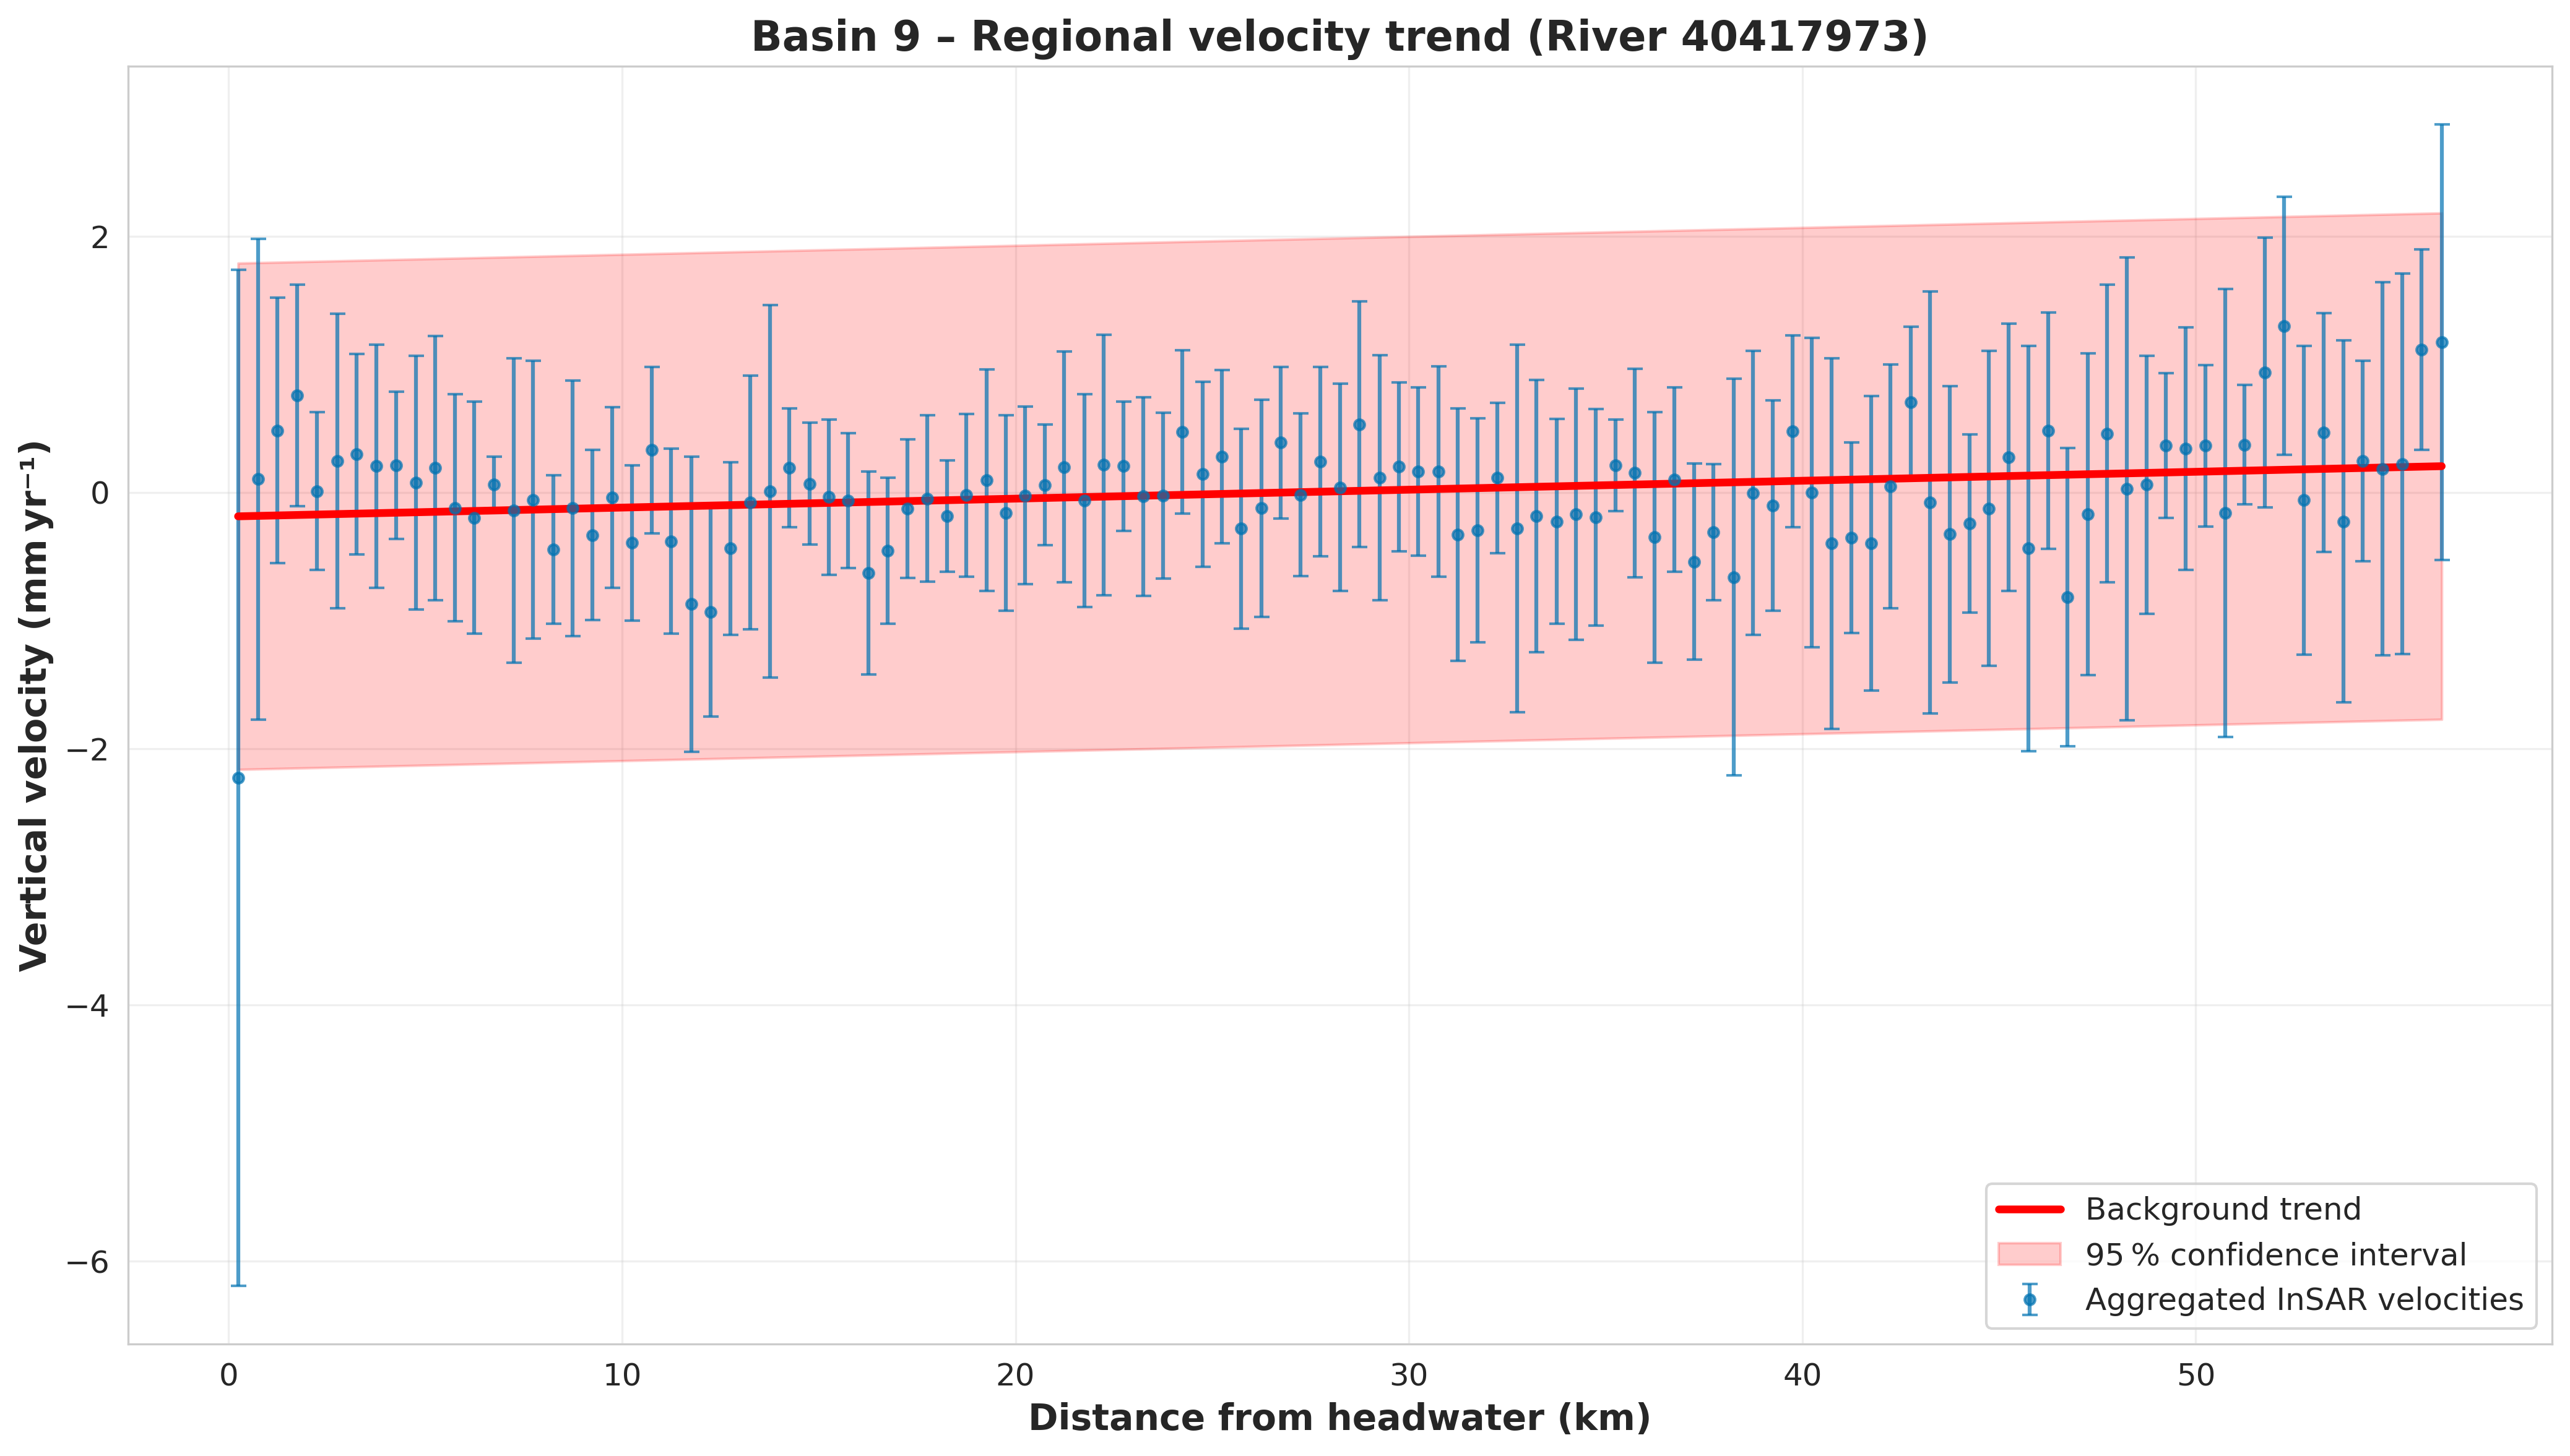 Basin 9 – Regional velocity trend (River 40417973)
Vertical velocity (mm yr⁻¹)
2
0
−2
−4
−6
0 10 20 30 40 50
Distance from headwater (km)
Background trend
95 % confidence interval
Aggregated InSAR velocities